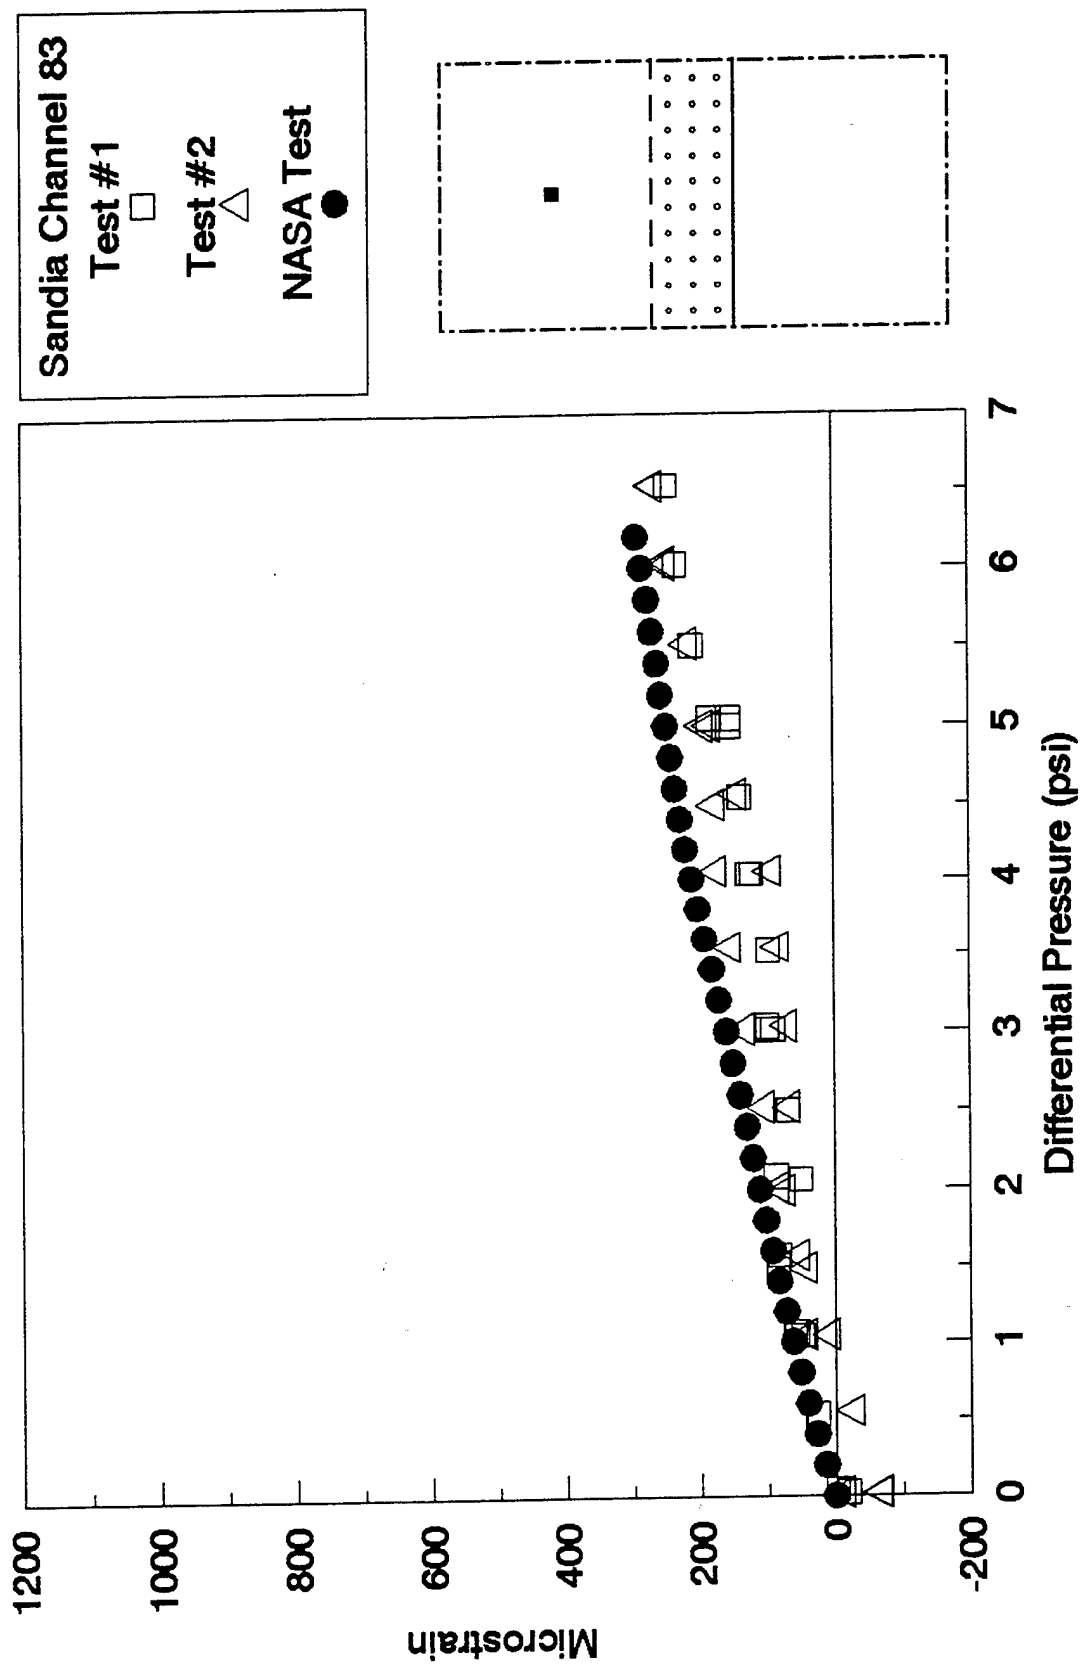 Sandia Channel 83
Test #1
Test #2
NASA Test
Microstrain
1200
1000
800
600
400
200
0
-200
0 1 2 3 4 5 6 7
Differential Pressure (psi)